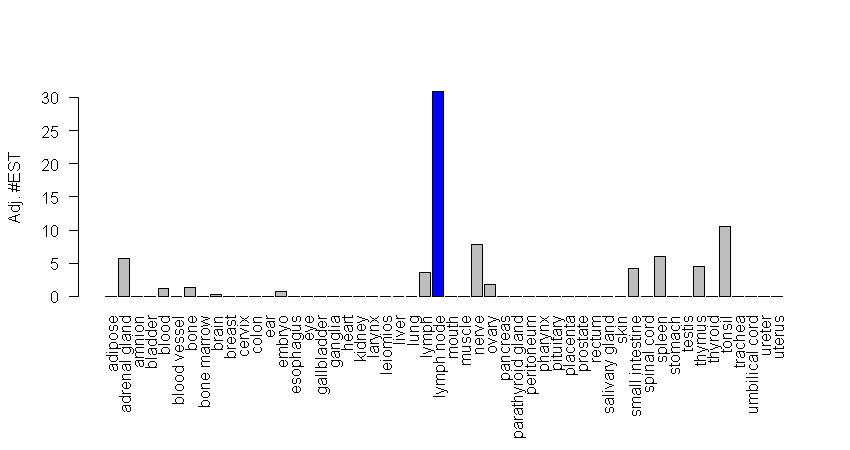 Adj. #EST
30
25
20
15
10
5
0
adipose
adrenal gland
amnion
bladder
blood
blood vessel
bone
bone marrow
brain
breast
cervix
colon
ear
embryo
esophagus
eye
gallbladder
ganglia
heart
kidney
larynx
leiomios
liver
lung
lymph
lymph node
mouth
muscle
nerve
ovary
pancreas
parathyroid gland
peritoneum
pharynx
pituitary
placenta
prostate
rectum
salivary gland
skin
small intestine
spinal cord
spleen
stomach
testis
thymus
thyroid
tonsil
trachea
umbilical cord
ureter
uterus